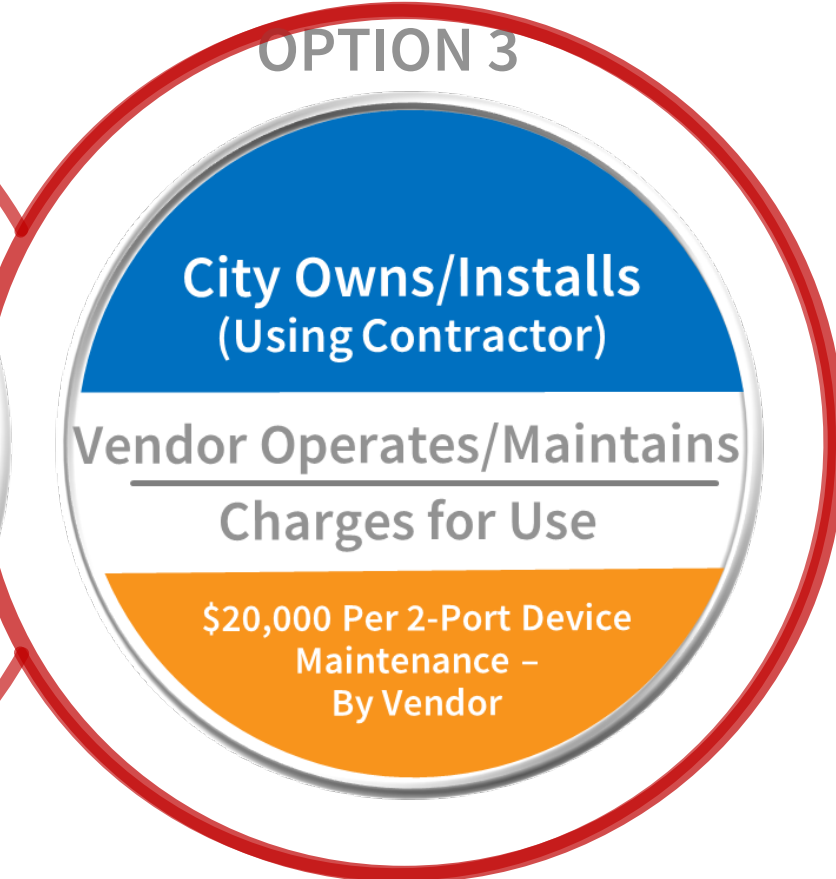 OPTION 3
City Owns/Installs
(Using Contractor)
Vendor Operates/Maintains
Charges for Use
$20,000 Per 2-Port Device
Maintenance –
By Vendor